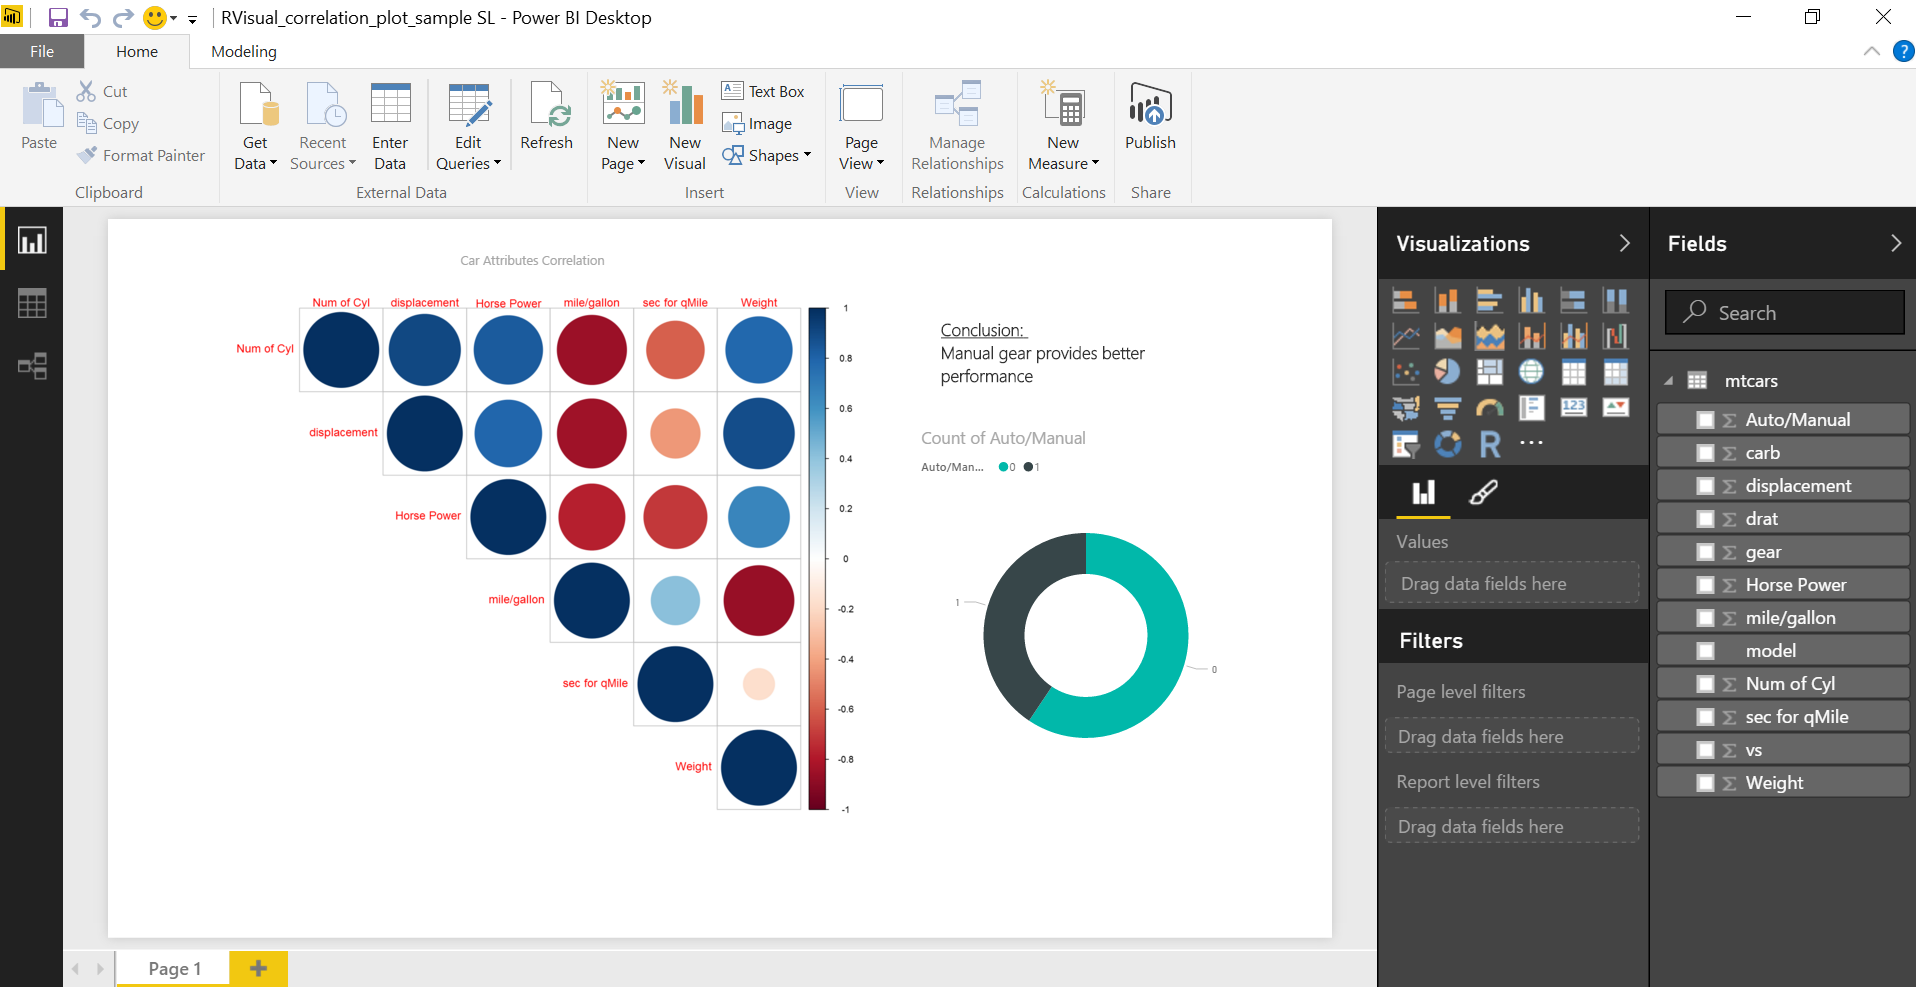 RVisual_correlation_plot_sample SL - Power BI Desktop
File
Home
Modeling
?
Paste
Cut
Copy
Format Painter
Clipboard
Get
Data
Recent
Sources
Enter
Data
Edit
Queries
Refresh
External Data
New
Page
New
Visual
A
Text Box
Image
Shapes
Insert
Page
View
View
Manage
Relationships
Relationships
New
Measure
Calculations
Publish
Share
Car Attributes Correlation
Num of Cyl
displacement
Horse Power
mile/gallon
sec for qMile
Weight
Num of Cyl
displacement
Horse Power
mile/gallon
sec for qMile
Weight
1
0.8
0.6
0.4
0.2
0
-0.2
-0.4
-0.6
-0.8
-1
Conclusion:
Manual gear provides better
performance
Count of Auto/Manual
Auto/Man... 0 1
1
0
Page 1
+
Visualizations
123
R
...
Values
Drag data fields here
Filters
Page level filters
Drag data fields here
Report level filters
Drag data fields here
Fields
Search
mtcars
Σ Auto/Manual
Σ carb
Σ displacement
Σ drat
Σ gear
Σ Horse Power
Σ mile/gallon
model
Σ Num of Cyl
Σ sec for qMile
Σ vs
Σ Weight